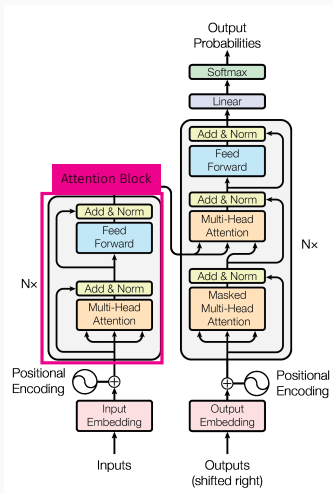 Output
Probabilities
Softmax
Linear
Add & Norm
Feed
Forward
Add & Norm
Multi-Head
Attention
Add & Norm
Masked
Multi-Head
Attention
N×
Positional
Encoding
Output
Embedding
Outputs
(shifted right)
Attention Block
Add & Norm
Feed
Forward
Add & Norm
Multi-Head
Attention
N×
Positional
Encoding
Input
Embedding
Inputs